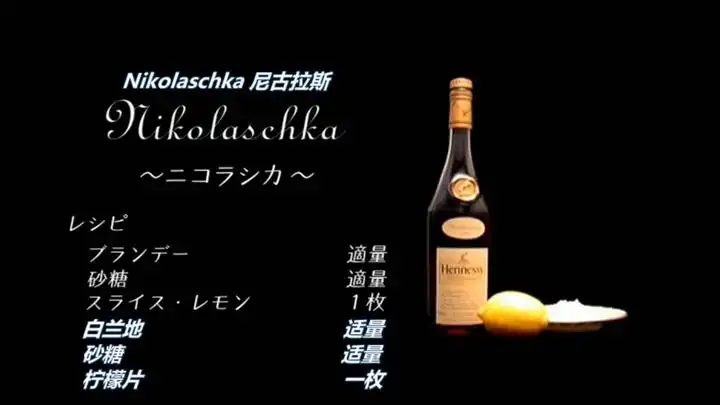 Nikolaschka 尼古拉斯
Nikolaschka
～ニコラシカ～
レシピ
ブランデー 適量
砂糖 適量
スライス・レモン 1枚
白兰地 适量
砂糖 适量
柠檬片 一枚
Hennessy